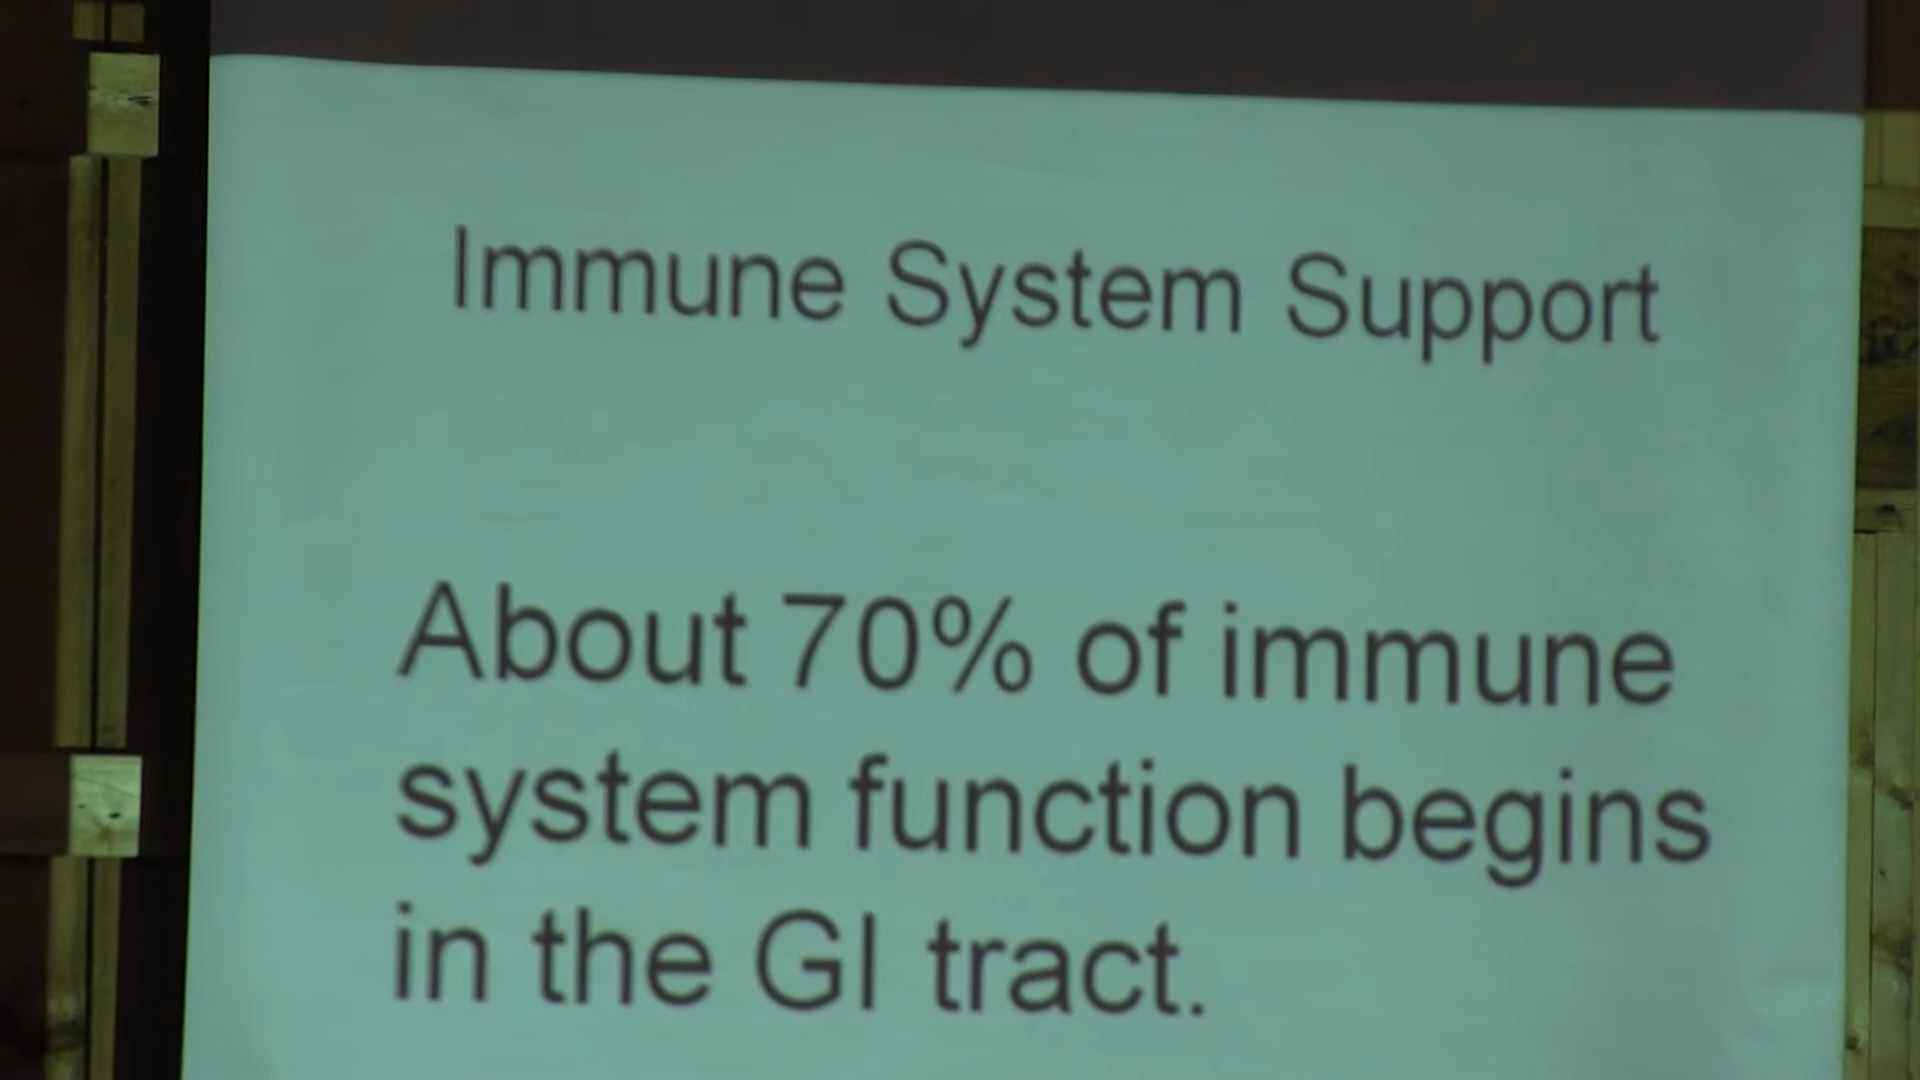 Immune System Support
About 70% of immune
system function begins
in the GI tract.